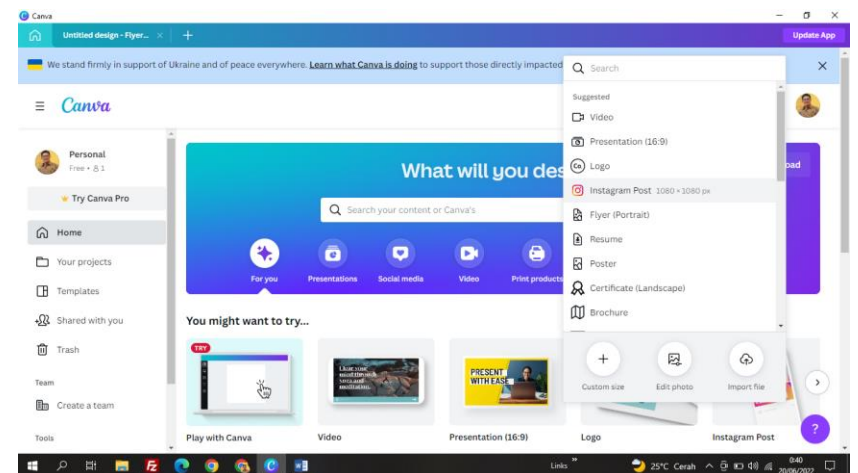 Canva
Untitled design - Flyer...
Update App
We stand firmly in support of Ukraine and of peace everywhere. Learn what Canva is doing to support those directly impacted
Search
Suggested
Video
Presentation (16:9)
Logo
Instagram Post 1080 × 1080 px
Flyer (Portrait)
Resume
Poster
Certificate (Landscape)
Brochure
Custom size
Edit photo
Import file
Canva
Personal
Free • 1
Try Canva Pro
Home
Your projects
Templates
Shared with you
Trash
Team
Create a team
Tools
What will you des
oad
Search your content or Canva's
For you
Presentations
Social media
Video
Print products
You might want to try...
TRY
PRESENT
WITH EASE
Play with Canva
Video
Presentation (16:9)
Logo
Instagram Post
?
Links
25°C Cerah
0:40
20/06/2022